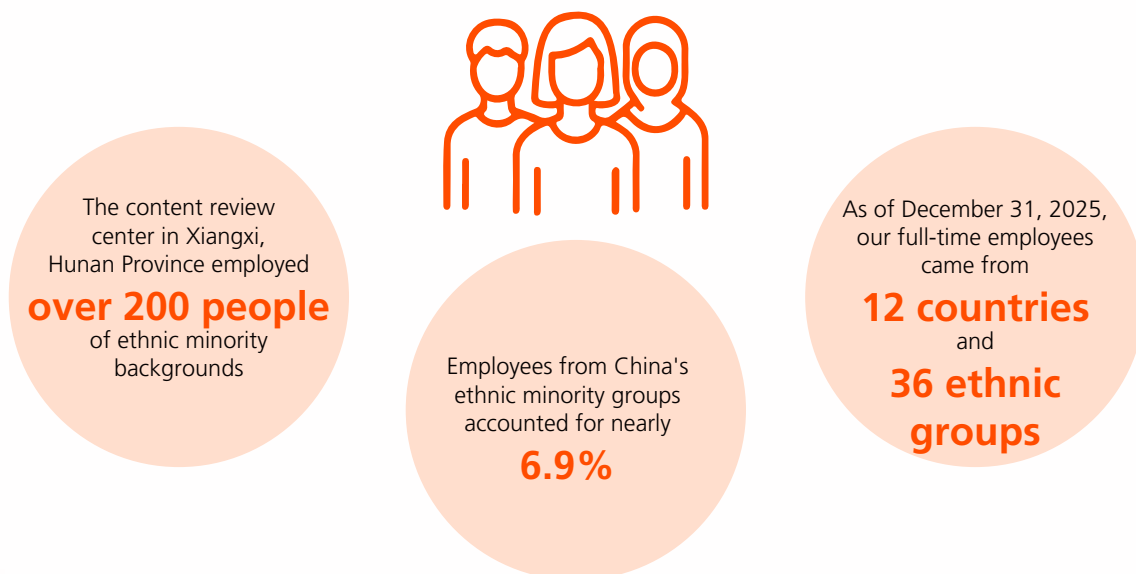 The content review
center in Xiangxi,
Hunan Province employed
over 200 people
of ethnic minority
backgrounds
Employees from China's
ethnic minority groups
accounted for nearly
6.9%
As of December 31, 2025,
our full-time employees
came from
12 countries
and
36 ethnic
groups